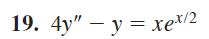 19. 4y″ − y = xe^{x/2}